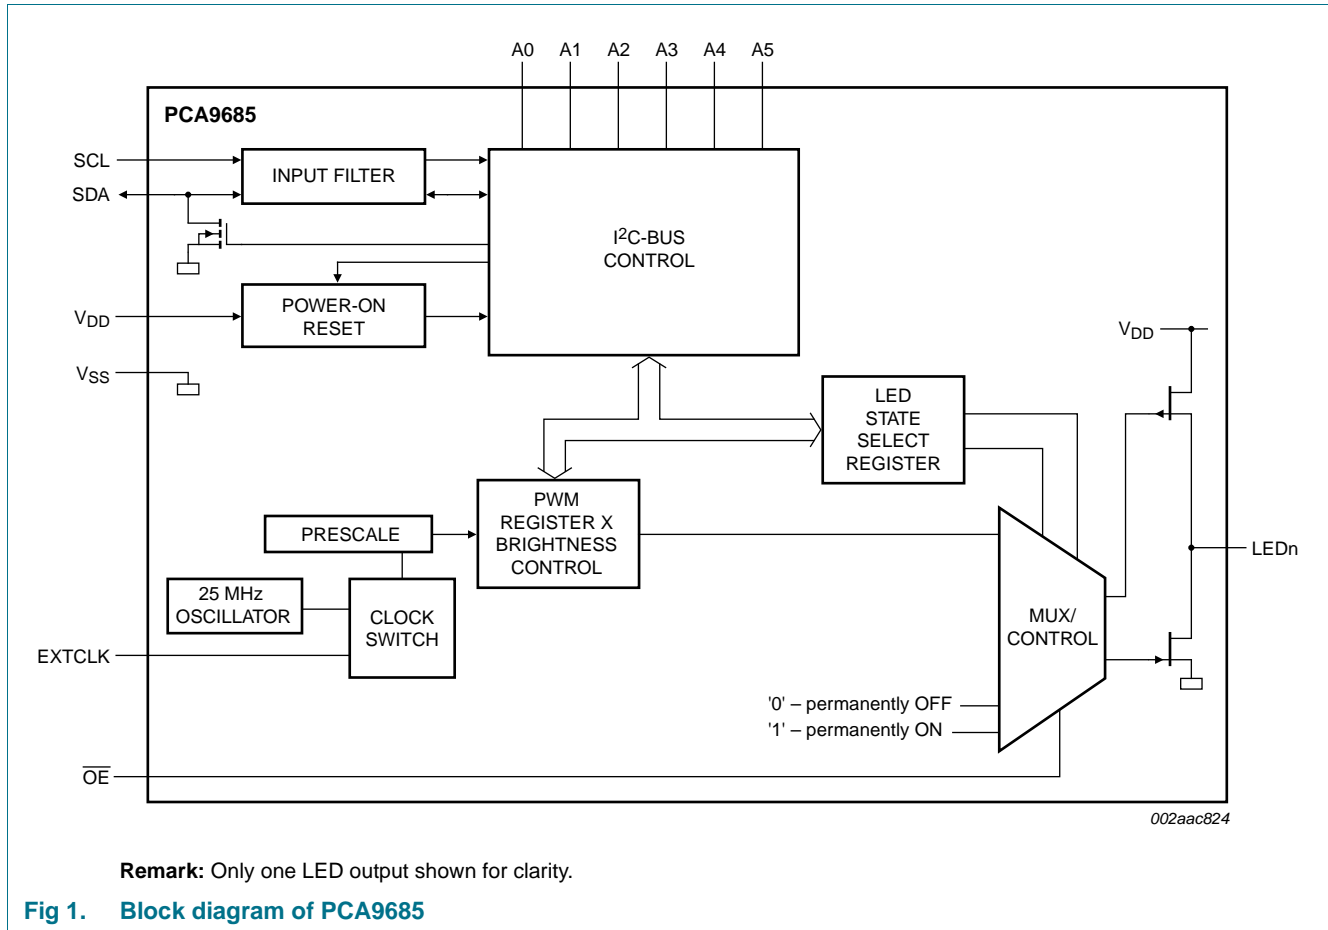 A0 A1 A2 A3 A4 A5
PCA9685
SCL
SDA
INPUT FILTER
I2C-BUS
CONTROL
VDD
POWER-ON
RESET
VSS
VDD
LED
STATE
SELECT
REGISTER
PWM
REGISTER X
BRIGHTNESS
CONTROL
PRESCALE
25 MHz
OSCILLATOR
CLOCK
SWITCH
EXTCLK
MUX/
CONTROL
LEDn
'0' – permanently OFF
'1' – permanently ON
OE
002aac824
Remark: Only one LED output shown for clarity.
Fig 1. Block diagram of PCA9685